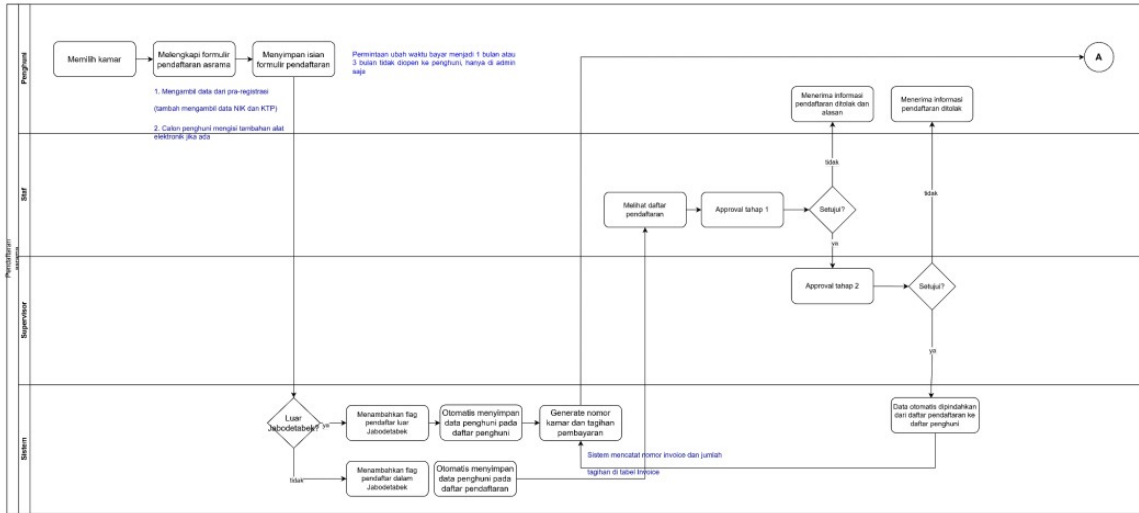 Pendaftaran
asrama
Penghuni
Memilih kamar
Melengkapi formulir
pendaftaran asrama
Menyimpan isian
formulir pendaftaran
Permintaan ubah waktu bayar menjadi 1 bulan atau
3 bulan tidak diopen ke penghuni, hanya di admin
saja
A
1. Mengambil data dari pra-registrasi
(tambah mengambil data NIK dan KTP)
2. Calon penghuni mengisi tambahan alat
elektronik jika ada
Menerima informasi
pendaftaran ditolak dan
alasan
Menerima informasi
pendaftaran ditolak
Staf
tidak
tidak
Melihat daftar
pendaftaran
Approval tahap 1
Setujui?
ya
Supervisor
Approval tahap 2
Setujui?
ya
Sistem
Luar
Jabodetabek?
ya
Menambahkan flag
pendaftar luar
Jabodetabek
Otomatis menyimpan
data penghuni pada
daftar penghuni
Generate nomor
kamar dan tagihan
pembayaran
Data otomatis dipindahkan
dari daftar pendaftaran ke
daftar penghuni
Sistem mencatat nomor invoice dan jumlah
tagihan di tabel Invoice
tidak
Menambahkan flag
pendaftar dalam
Jabodetabek
Otomatis menyimpan
data penghuni pada
daftar pendaftaran